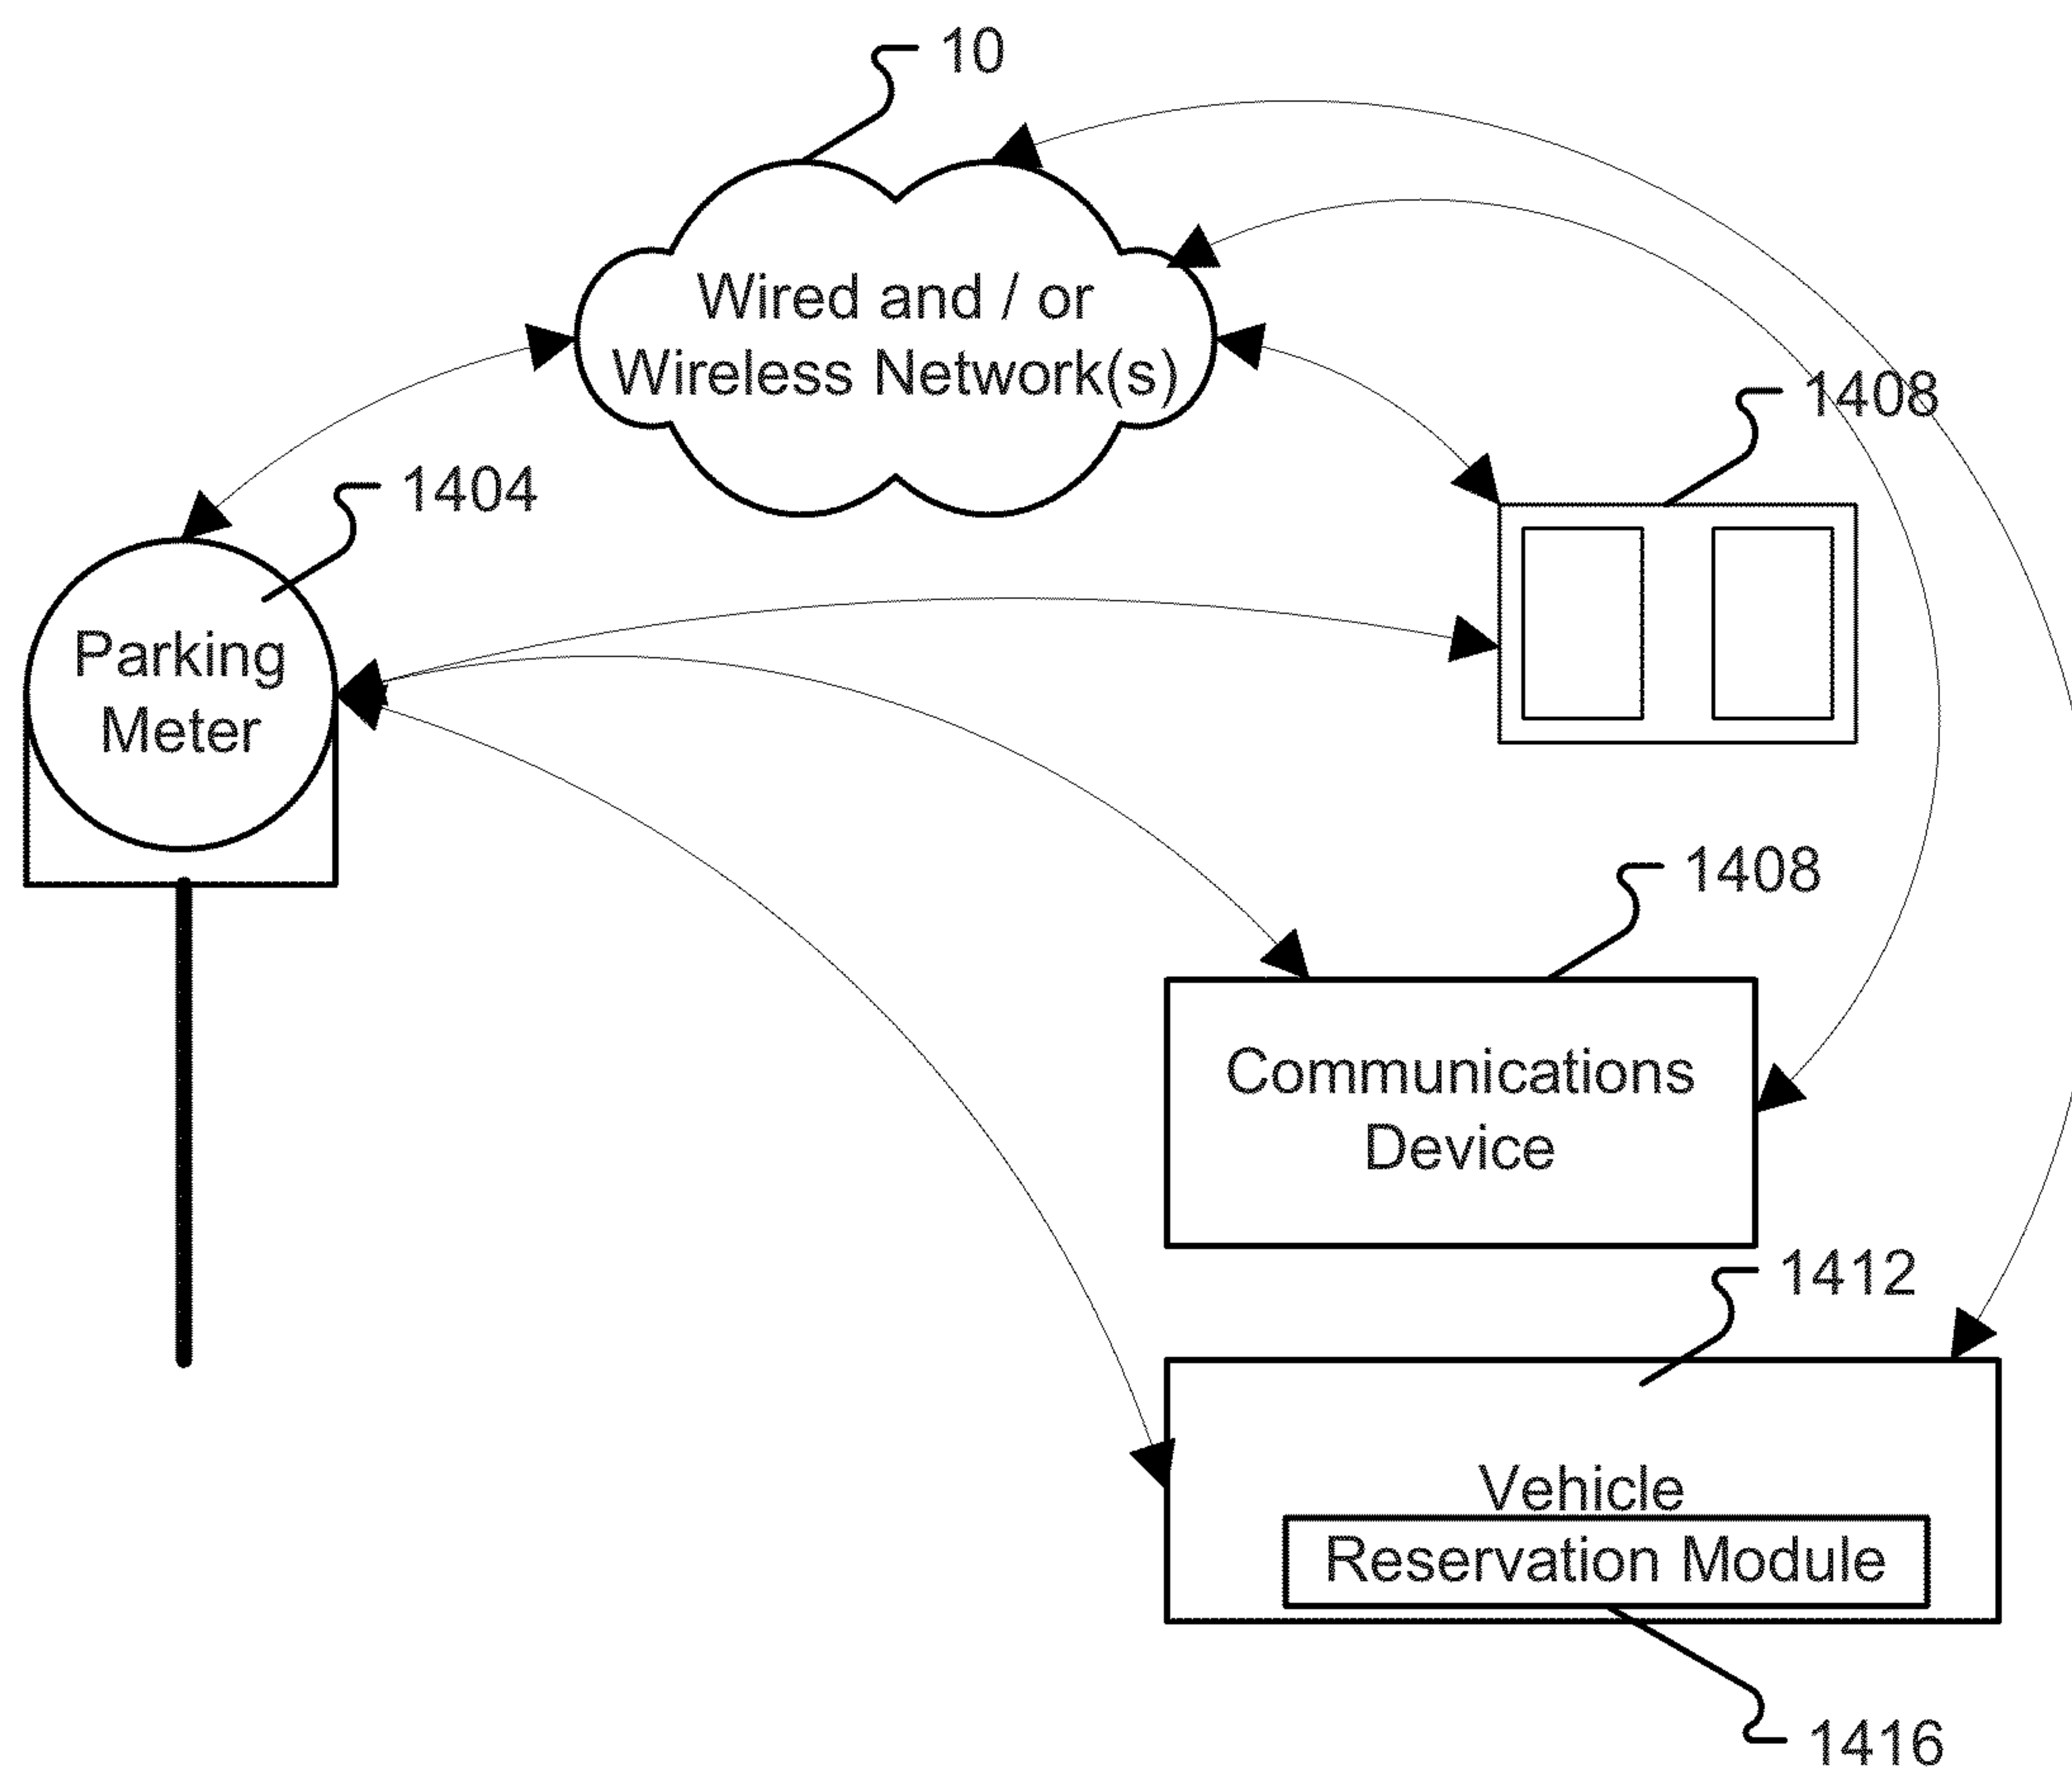 10
Wired and / or
Wireless Network(s)
1408
1404
Parking
Meter
1408
Communications
Device
1412
Vehicle
Reservation Module
1416